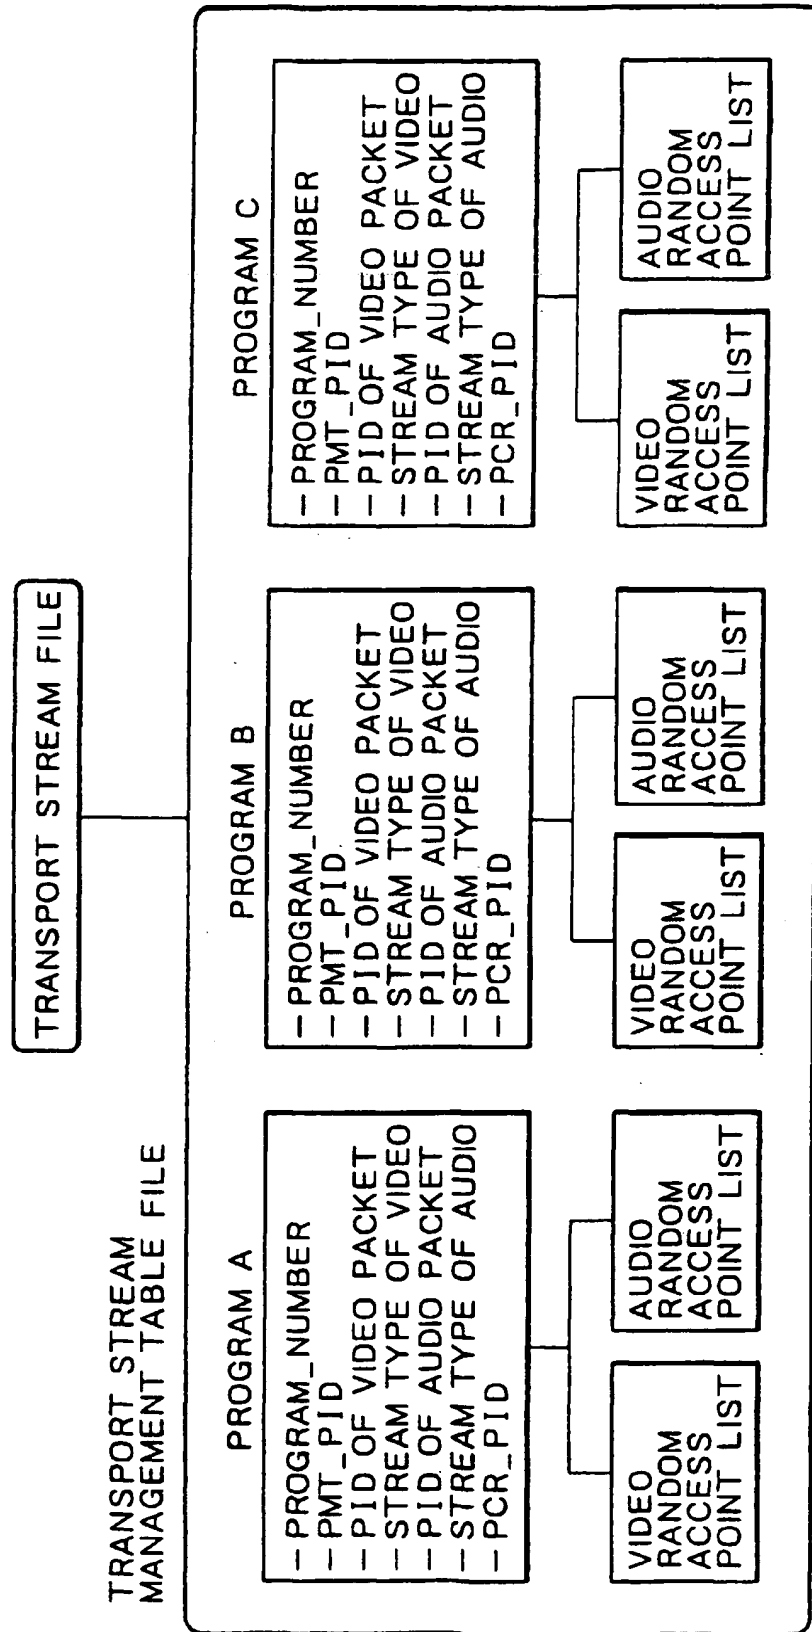 TRANSPORT STREAM FILE
TRANSPORT STREAM
MANAGEMENT TABLE FILE
PROGRAM A
– PROGRAM_NUMBER
– PMT_PID
– PID OF VIDEO PACKET
– STREAM TYPE OF VIDEO
– PID OF AUDIO PACKET
– STREAM TYPE OF AUDIO
– PCR_PID
VIDEO
RANDOM
ACCESS
POINT LIST
AUDIO
RANDOM
ACCESS
POINT LIST
PROGRAM B
– PROGRAM_NUMBER
– PMT_PID
– PID OF VIDEO PACKET
– STREAM TYPE OF VIDEO
– PID OF AUDIO PACKET
– STREAM TYPE OF AUDIO
– PCR_PID
VIDEO
RANDOM
ACCESS
POINT LIST
AUDIO
RANDOM
ACCESS
POINT LIST
PROGRAM C
– PROGRAM_NUMBER
– PMT_PID
– PID OF VIDEO PACKET
– STREAM TYPE OF VIDEO
– PID OF AUDIO PACKET
– STREAM TYPE OF AUDIO
– PCR_PID
VIDEO
RANDOM
ACCESS
POINT LIST
AUDIO
RANDOM
ACCESS
POINT LIST